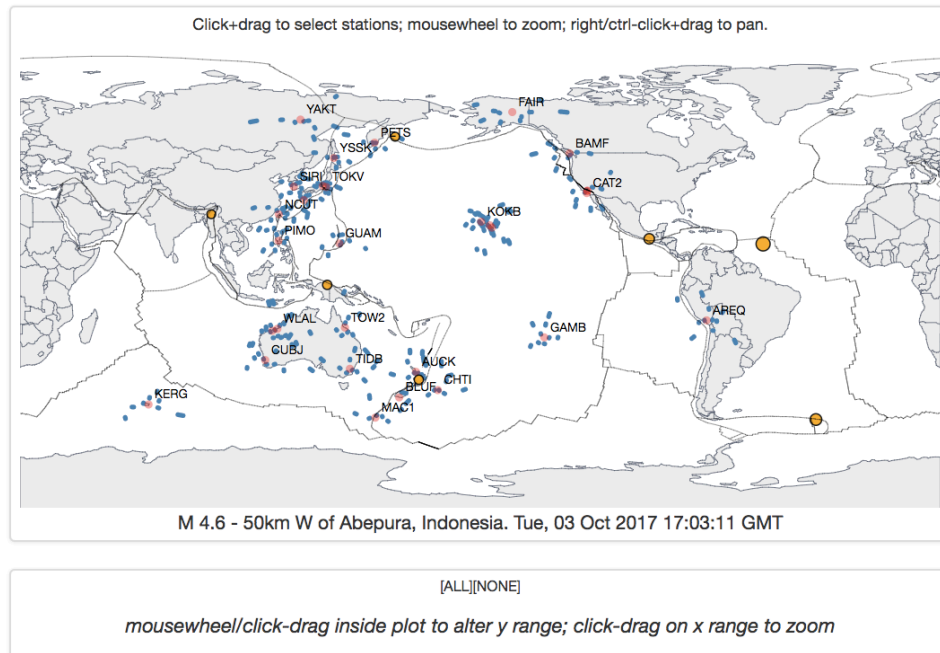 Click+drag to select stations; mousewheel to zoom; right/ctrl-click+drag to pan.
YAKT
FAIR
PETS
YSSK
BAMF
SIRI TOKV
CAT2
NCUT
KOKB
PIMO
GUAM
WLAL
TOW2
AREQ
GAMB
CUBJ
TIDB
AUCK
CHTI
BLUF
KERG
MAC1
M 4.6 - 50km W of Abepura, Indonesia. Tue, 03 Oct 2017 17:03:11 GMT
[ALL][NONE]
mousewheel/click-drag inside plot to alter y range; click-drag on x range to zoom